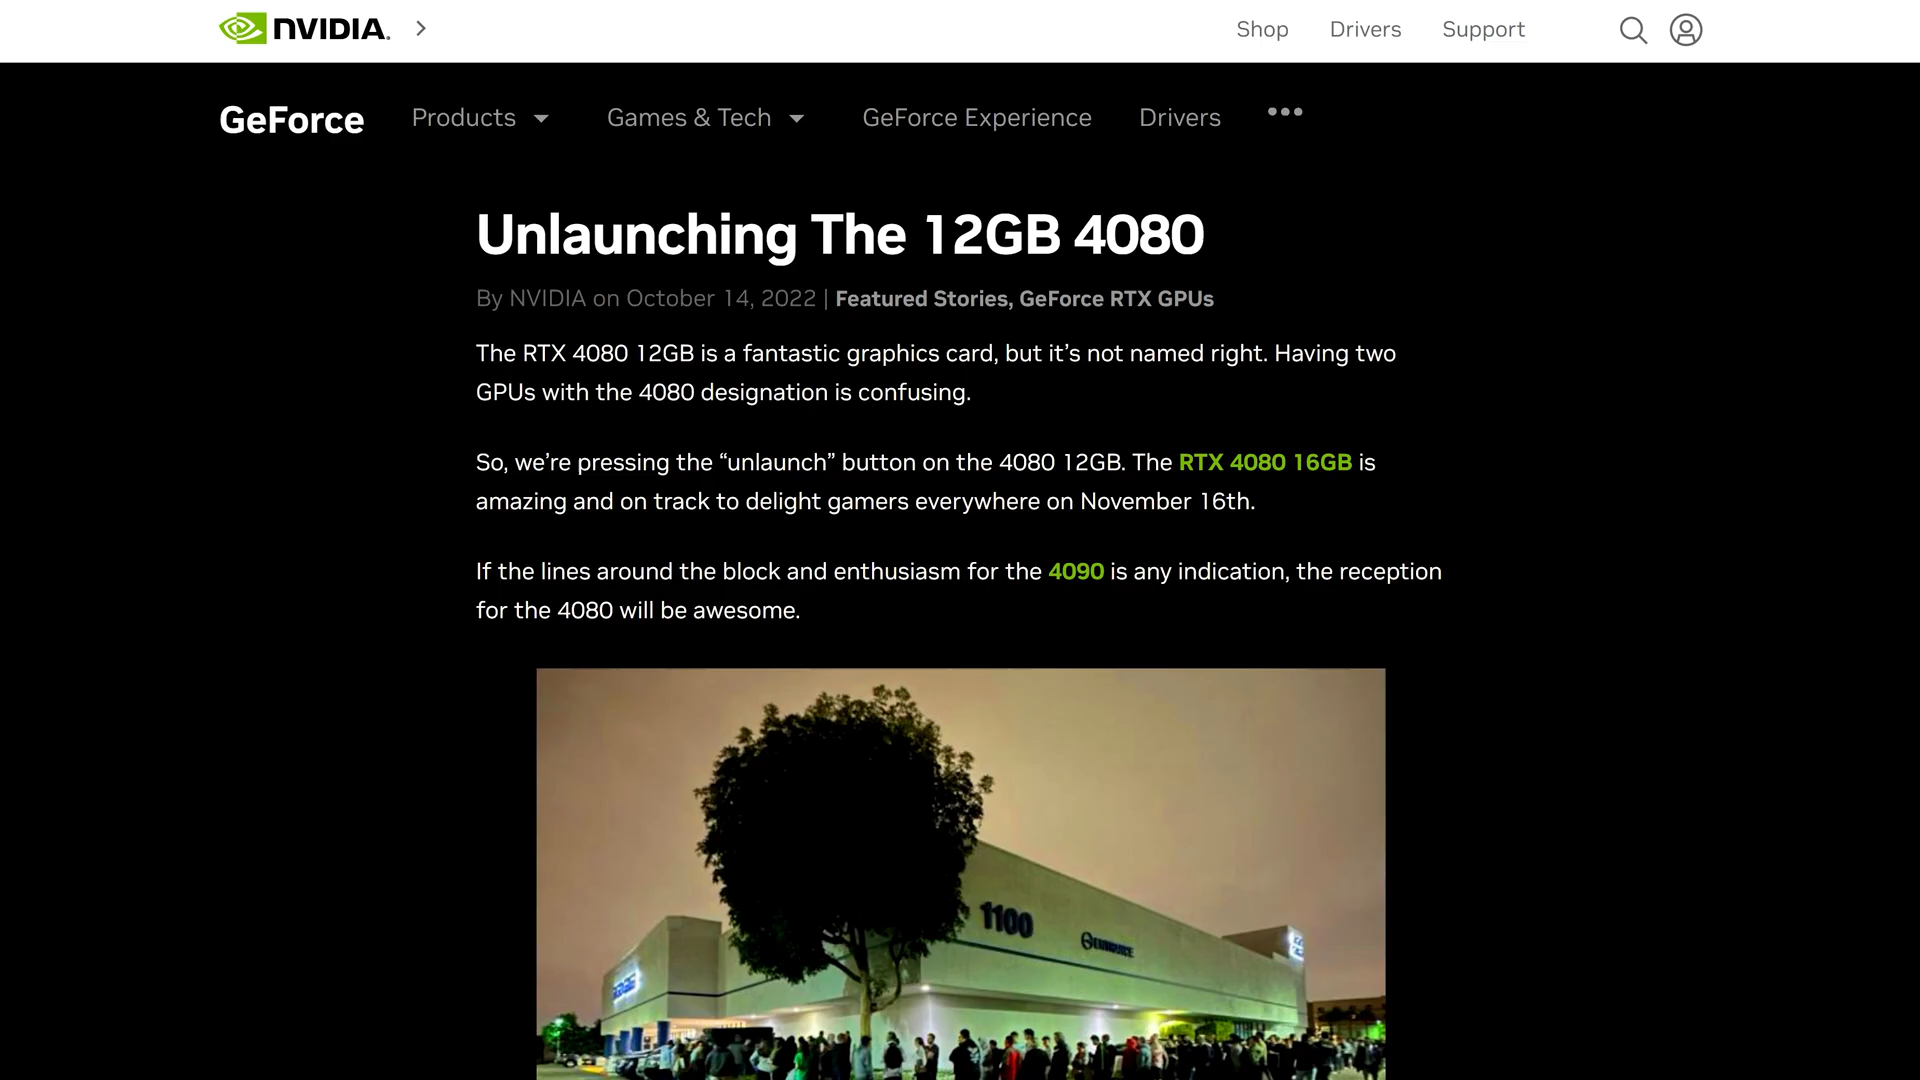 NVIDIA.
Shop Drivers Support
GeForce Products Games & Tech GeForce Experience Drivers •••
Unlaunching The 12GB 4080
By NVIDIA on October 14, 2022 | Featured Stories, GeForce RTX GPUs
The RTX 4080 12GB is a fantastic graphics card, but it’s not named right. Having two
GPUs with the 4080 designation is confusing.
So, we’re pressing the “unlaunch” button on the 4080 12GB. The RTX 4080 16GB is
amazing and on track to delight gamers everywhere on November 16th.
If the lines around the block and enthusiasm for the 4090 is any indication, the reception
for the 4080 will be awesome.
1100